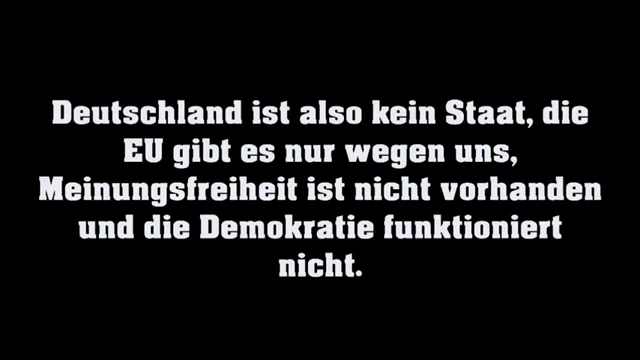 Deutschland ist also kein Staat, die
EU gibt es nur wegen uns,
Meinungsfreiheit ist nicht vorhanden
und die Demokratie funktioniert
nicht.